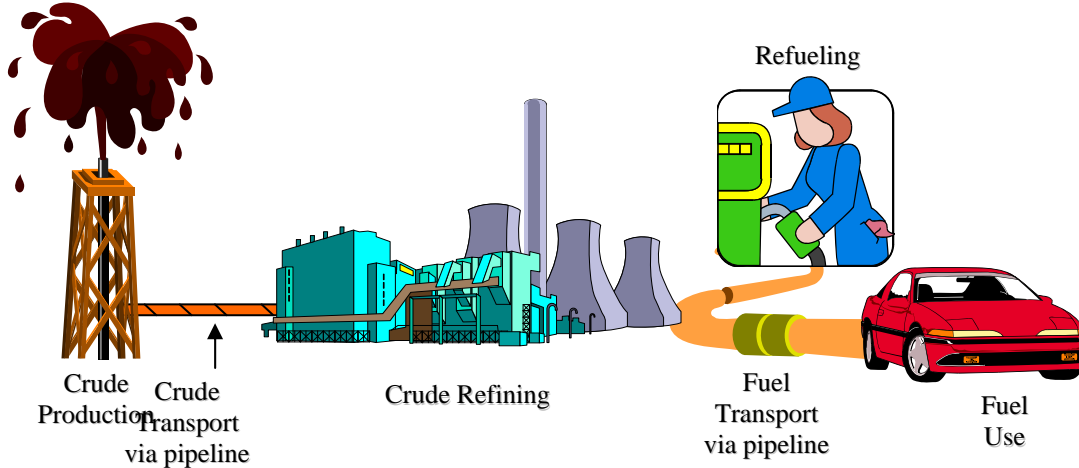 Refueling
Crude
Production
Crude
Transport
via pipeline
Crude Refining
Fuel
Transport
via pipeline
Fuel
Use